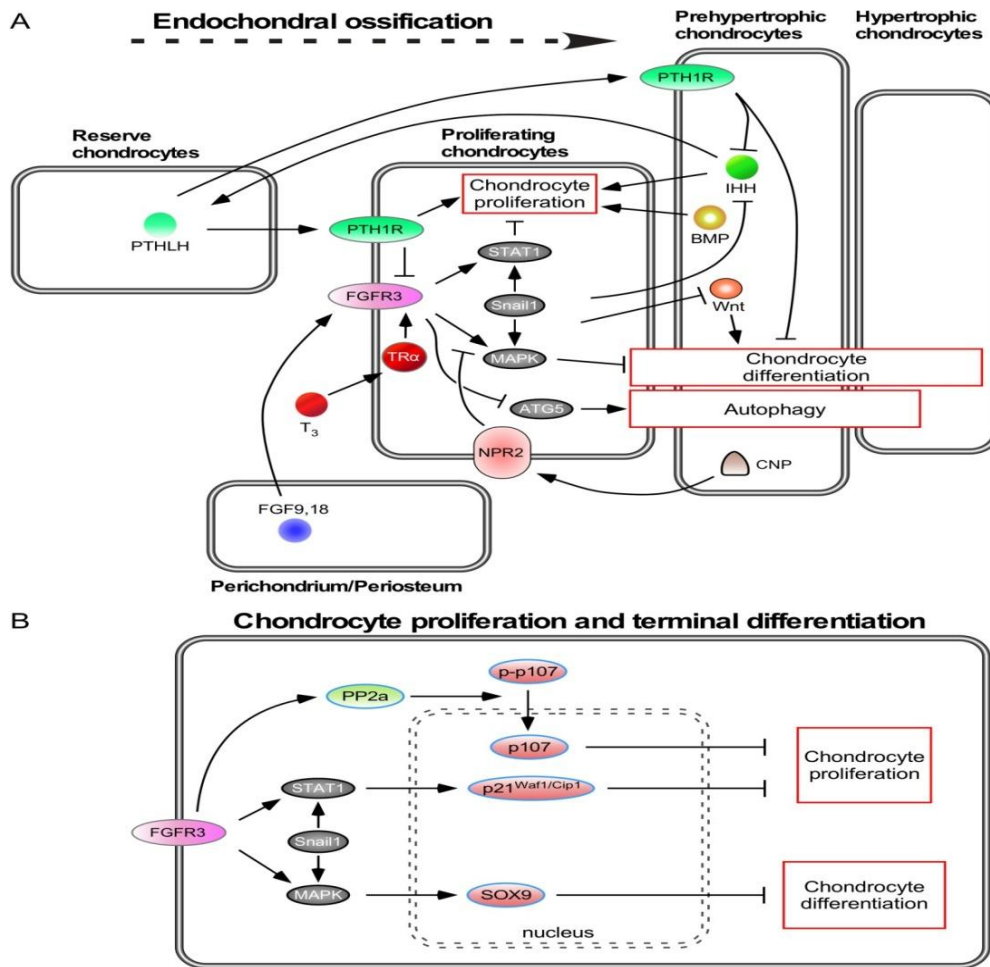 A
Endochondral ossification
Prehypertrophic
chondrocytes
Hypertrophic
chondrocytes
PTH1R
Reserve
chondrocytes
Proliferating
chondrocytes
Chondrocyte
proliferation
IHH
PTHLH
PTH1R
BMP
STAT1
FGFR3
Snail1
Wnt
TRα
MAPK
Chondrocyte
differentiation
T3
ATG5
Autophagy
NPR2
CNP
FGF9,18
Perichondrium/Periosteum
B
Chondrocyte proliferation and terminal differentiation
p-p107
PP2a
p107
Chondrocyte
proliferation
STAT1
p21Waf1/Cip1
FGFR3
Snail1
MAPK
SOX9
Chondrocyte
differentiation
nucleus